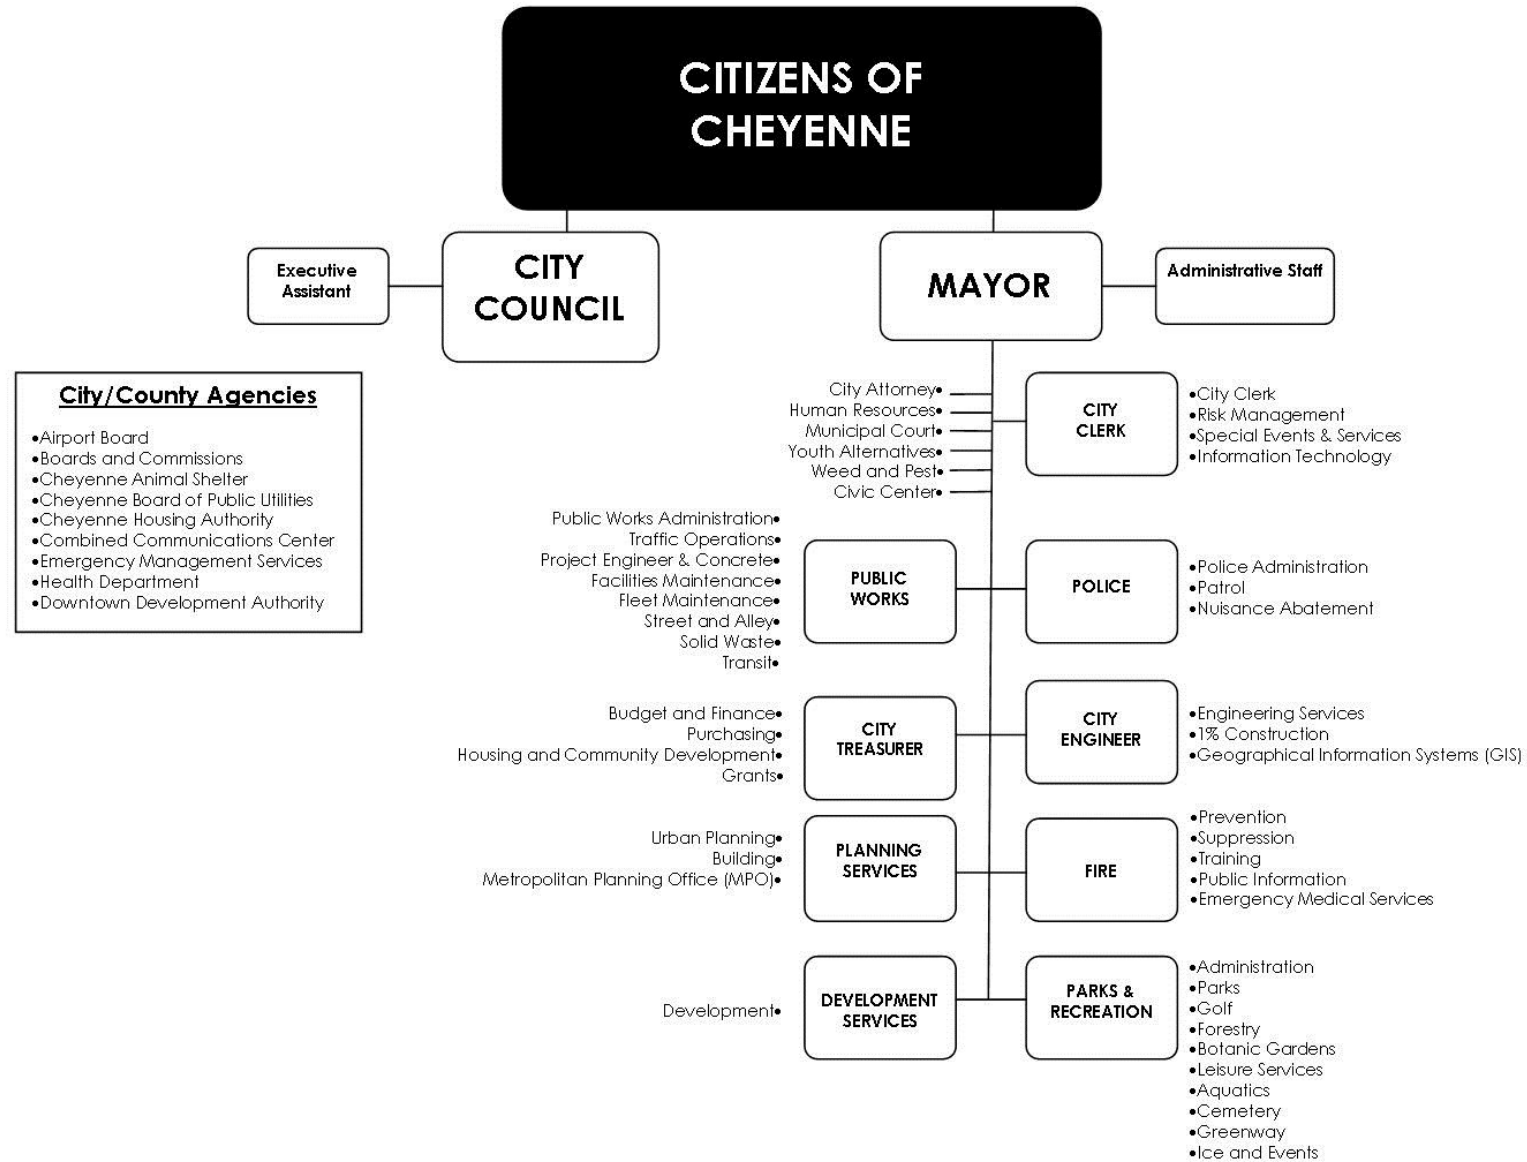 CITIZENS OF
CHEYENNE
Executive
Assistant
CITY
COUNCIL
MAYOR
Administrative Staff
City/County Agencies
•Airport Board
•Boards and Commissions
•Cheyenne Animal Shelter
•Cheyenne Board of Public Utilities
•Cheyenne Housing Authority
•Combined Communications Center
•Emergency Management Services
•Health Department
•Downtown Development Authority
City Attorney•
Human Resources•
Municipal Court•
Youth Alternatives•
Weed and Pest•
Civic Center•
CITY
CLERK
•City Clerk
•Risk Management
•Special Events & Services
•Information Technology
Public Works Administration•
Traffic Operations•
Project Engineer & Concrete•
Facilities Maintenance•
Fleet Maintenance•
Street and Alley•
Solid Waste•
Transit•
PUBLIC
WORKS
POLICE
•Police Administration
•Patrol
•Nuisance Abatement
Budget and Finance•
Purchasing•
Housing and Community Development•
Grants•
CITY
TREASURER
CITY
ENGINEER
•Engineering Services
•1% Construction
•Geographical Information Systems (GIS)
Urban Planning•
Building•
Metropolitan Planning Office (MPO)•
PLANNING
SERVICES
FIRE
•Prevention
•Suppression
•Training
•Public Information
•Emergency Medical Services
Development•
DEVELOPMENT
SERVICES
PARKS &
RECREATION
•Administration
•Parks
•Golf
•Forestry
•Botanic Gardens
•Leisure Services
•Aquatics
•Cemetery
•Greenway
•Ice and Events